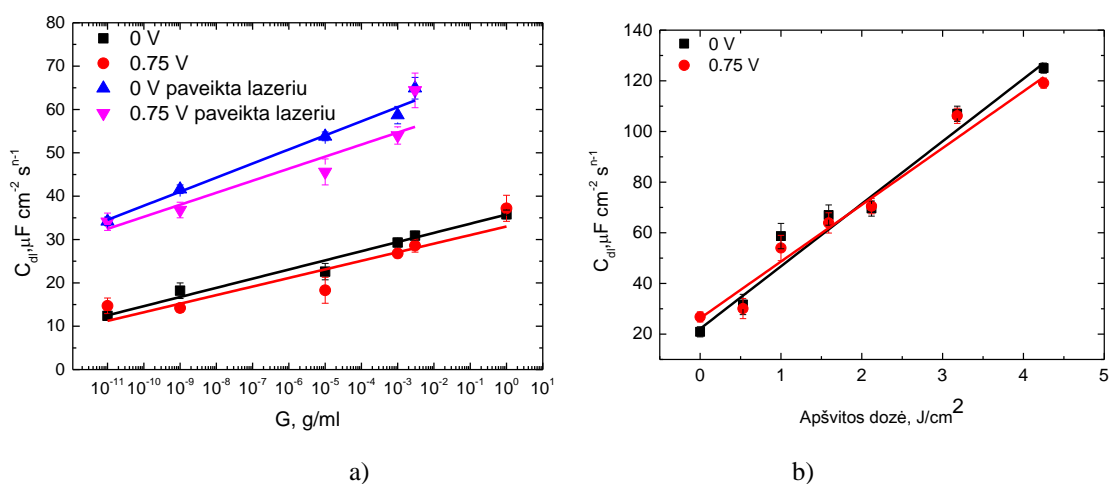 80
70
60
50
40
30
20
10
0
C_dl, µF cm^-2 s^n-1
0 V
0.75 V
0 V paveikta lazeriu
0.75 V paveikta lazeriu
10^-11 10^-10 10^-9 10^-8 10^-7 10^-6 10^-5 10^-4 10^-3 10^-2 10^-1 10^0 10^1
G, g/ml
a)
140
120
100
80
60
40
20
C_dl, µF cm^-2 s^n-1
0 V
0.75 V
0 1 2 3 4 5
Apšvitos dozė, J/cm^2
b)